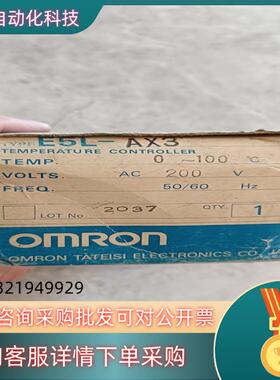 自动化科技
TYPE E5L-AX3
TEMPERATURE CONTROLLER
TEMP. 0 ~100 ℃
VOLTS. AC 200 V
FREQ. 50/60 Hz
LOT No. 2037 QTY. 1
OMRON
OMRON TATEISI ELECTRONICS CO.
321949929
咨询采购批发可对公开票
客服详情下单采购